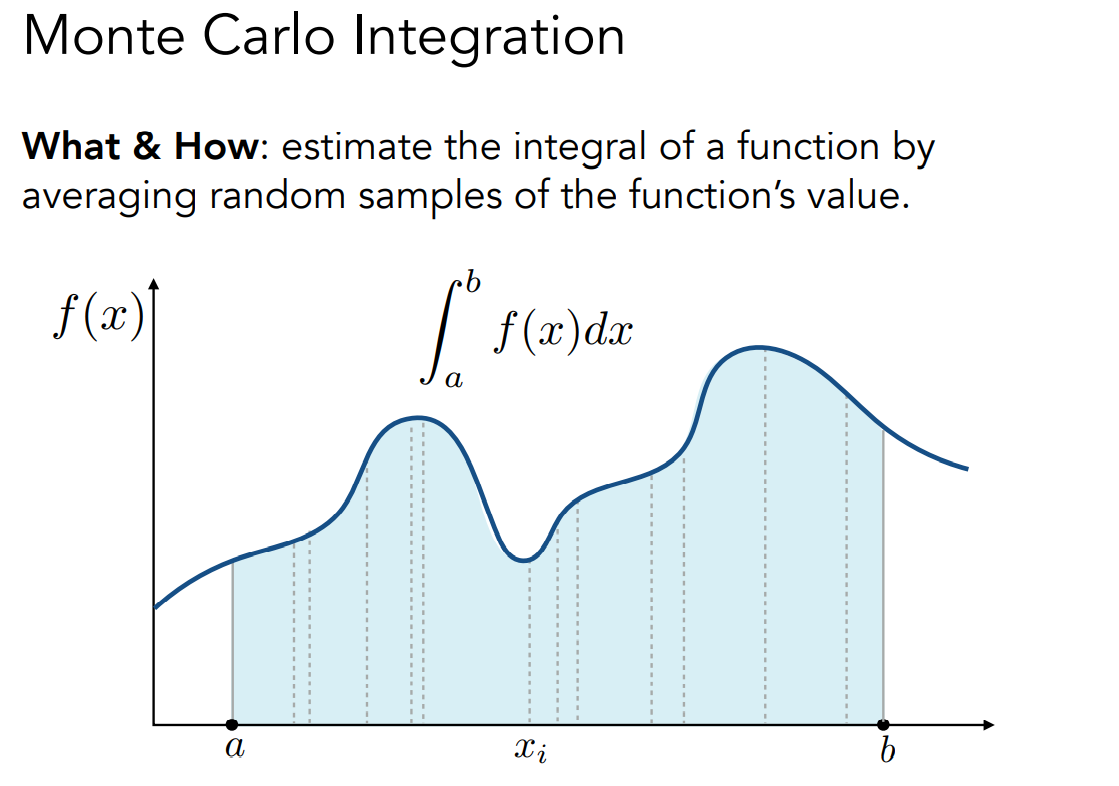 Monte Carlo Integration
What & How: estimate the integral of a function by
averaging random samples of the function’s value.
f(x)
∫_a^b f(x)dx
a
x_i
b